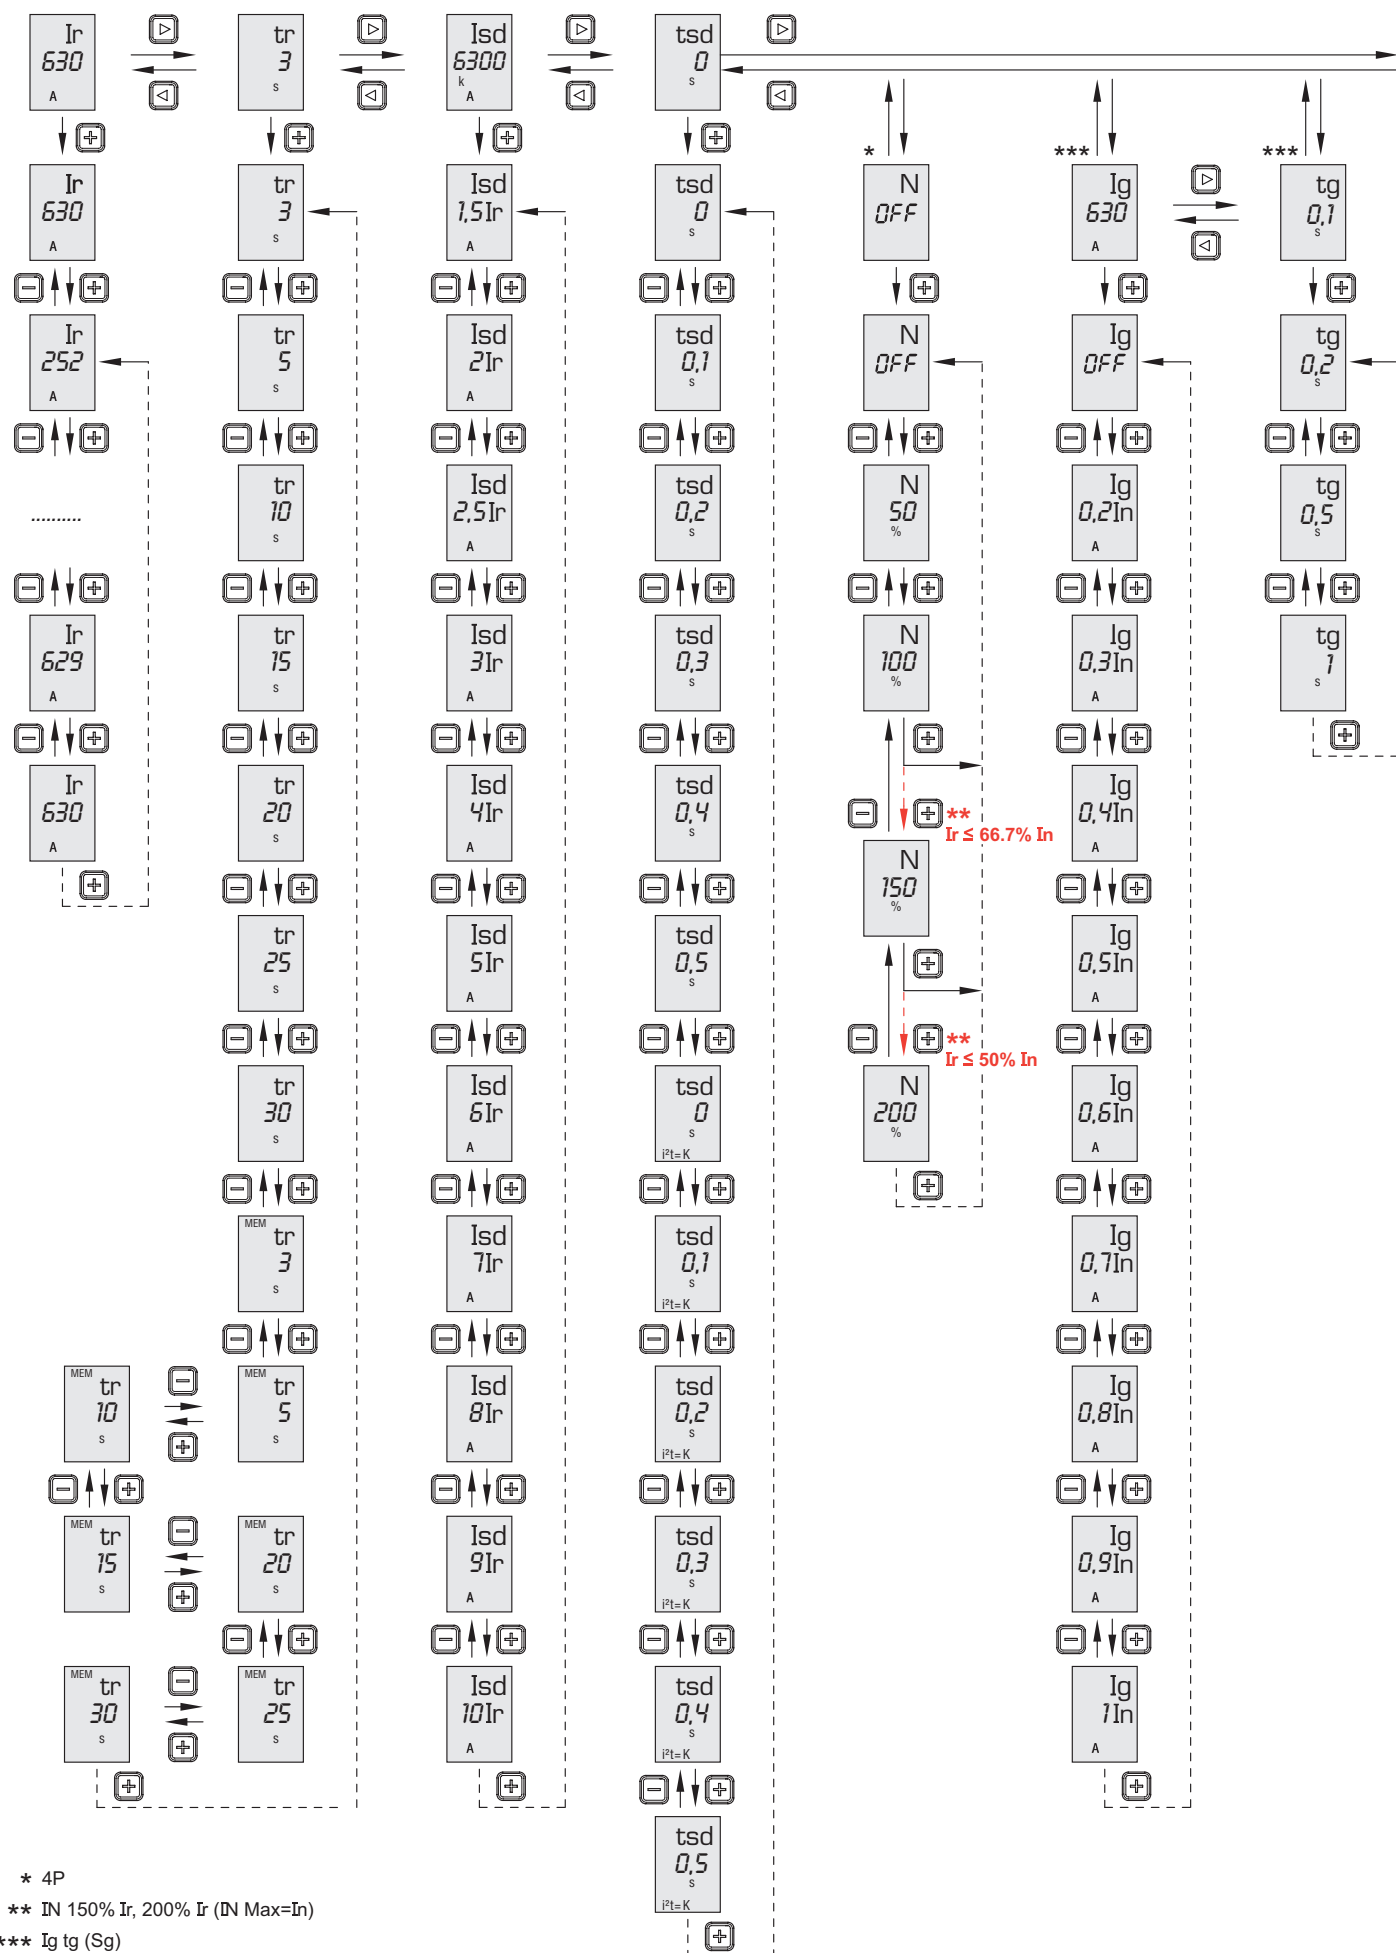 Ir
630
A
tr
3
s
Isd
6300
k
A
tsd
0
s
*
***
***
Ir
630
A
tr
3
s
Isd
1,5Ir
A
tsd
0
s
N
OFF
Ig
630
A
tg
0,1
s
Ir
252
A
tr
5
s
Isd
2Ir
A
tsd
0,1
s
N
OFF
Ig
OFF
tg
0,2
s
..........
tr
10
s
Isd
2,5Ir
A
tsd
0,2
s
N
50
%
Ig
0,2In
A
tg
0,5
s
Ir
629
A
tr
15
s
Isd
3Ir
A
tsd
0,3
s
N
100
%
Ig
0,3In
A
tg
1
s
Ir
630
A
tr
20
s
Isd
4Ir
A
tsd
0,4
s
**
Ir ≤ 66.7% In
Ig
0,4In
A
N
150
%
tr
25
s
Isd
5Ir
A
tsd
0,5
s
Ig
0,5In
A
**
Ir ≤ 50% In
tr
30
s
Isd
6Ir
A
tsd
0
s
i²t=K
N
200
%
Ig
0,6In
A
MEM
tr
3
s
Isd
7Ir
A
tsd
0,1
s
i²t=K
Ig
0,7In
A
MEM
tr
10
s
MEM
tr
5
s
Isd
8Ir
A
tsd
0,2
s
i²t=K
Ig
0,8In
A
MEM
tr
15
s
MEM
tr
20
s
Isd
9Ir
A
tsd
0,3
s
i²t=K
Ig
0,9In
A
MEM
tr
30
s
MEM
tr
25
s
Isd
10Ir
A
tsd
0,4
s
i²t=K
Ig
1In
A
tsd
0,5
s
i²t=K
* 4P
** IN 150% Ir, 200% Ir (IN Max=In)
*** Ig tg (Sg)